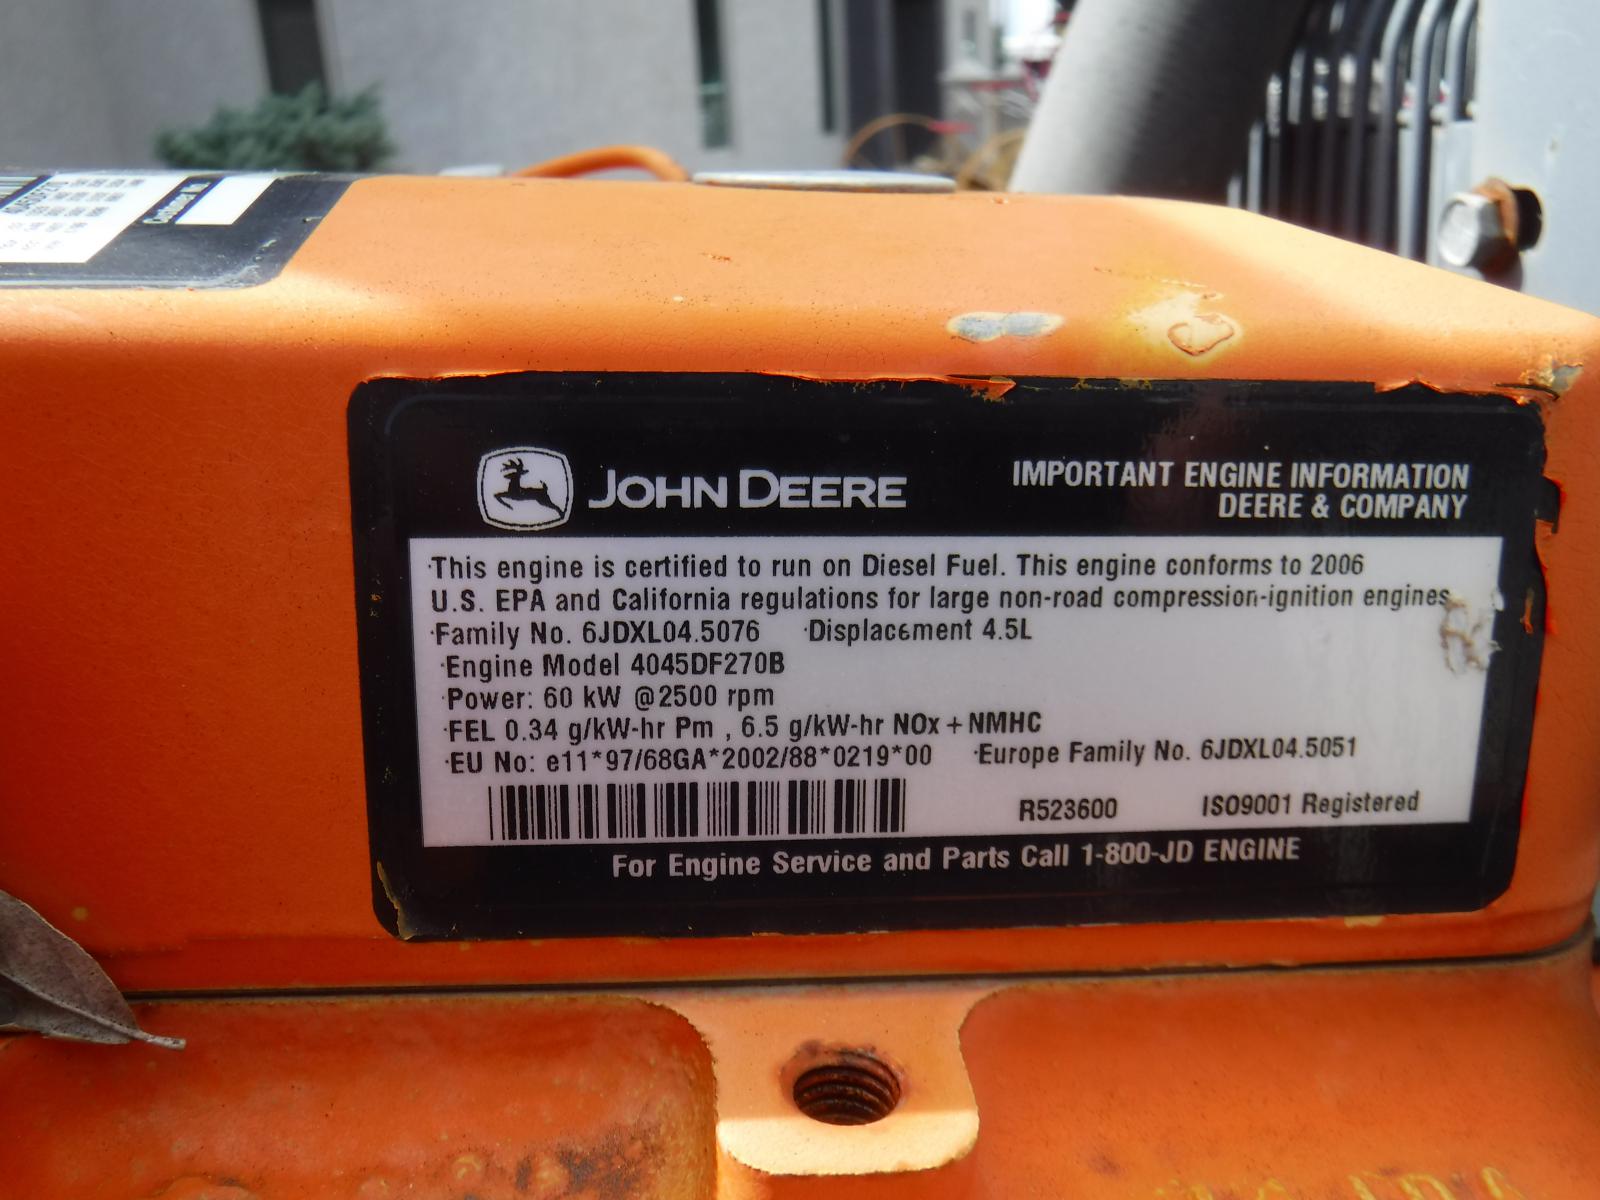 Customer No.
JOHN DEERE
IMPORTANT ENGINE INFORMATION
DEERE & COMPANY
·This engine is certified to run on Diesel Fuel. This engine conforms to 2006
U.S. EPA and California regulations for large non-road compression-ignition engines
·Family No. 6JDXL04.5076 ·Displacement 4.5L
·Engine Model 4045DF270B
·Power: 60 kW @2500 rpm
·FEL 0.34 g/kW-hr Pm , 6.5 g/kW-hr NOx + NMHC
·EU No: e11*97/68GA*2002/88*0219*00 ·Europe Family No. 6JDXL04.5051
R523600 ISO9001 Registered
For Engine Service and Parts Call 1-800-JD ENGINE